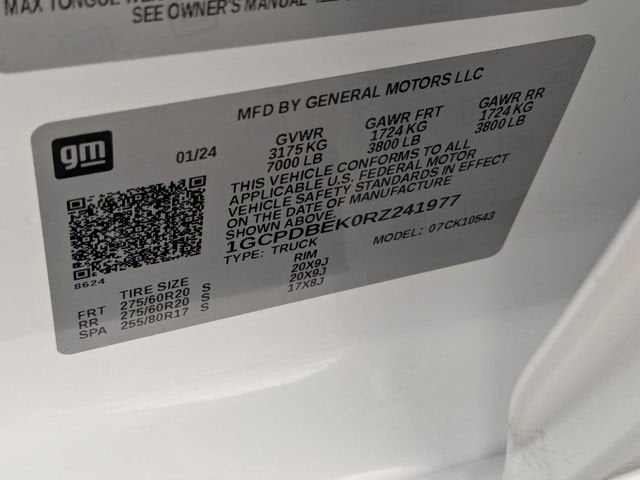 MAX TONGUE
SEE OWNER'S MANUAL
MFD BY GENERAL MOTORS LLC
gm
01/24
GVWR
3175 KG
7000 LB
GAWR FRT
1724 KG
3800 LB
GAWR RR
1724 KG
3800 LB
THIS VEHICLE CONFORMS TO ALL
APPLICABLE U.S. FEDERAL MOTOR
VEHICLE SAFETY STANDARDS IN EFFECT
ON THE DATE OF MANUFACTURE
SHOWN ABOVE.
1GCPDBEK0RZ241977
TYPE: TRUCK
MODEL: 07CK10543
8624
TIRE SIZE
RIM
FRT 275/60R20 S 20X9J
RR 275/60R20 S 20X9J
SPA 255/80R17 S 17X8J